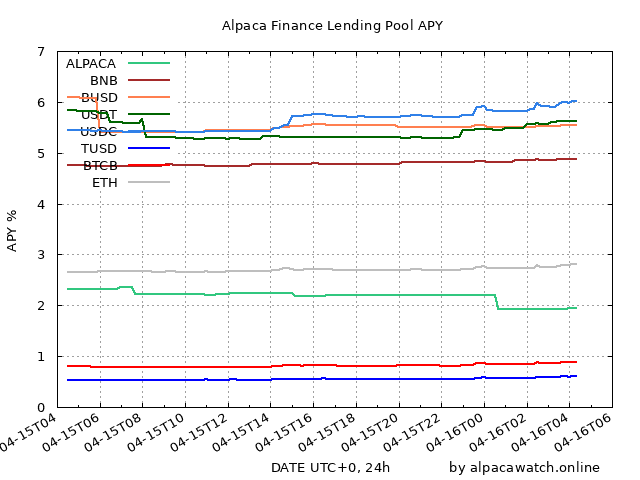 Alpaca Finance Lending Pool APY
7
6
5
4
3
2
1
0
APY %
ALPACA
BNB
BUSD
USDT
USDC
TUSD
BTCB
ETH
04-15T04
04-15T06
04-15T08
04-15T10
04-15T12
04-15T14
04-15T16
04-15T18
04-15T20
04-15T22
04-16T00
04-16T02
04-16T04
04-16T06
DATE UTC+0, 24h
by alpacawatch.online